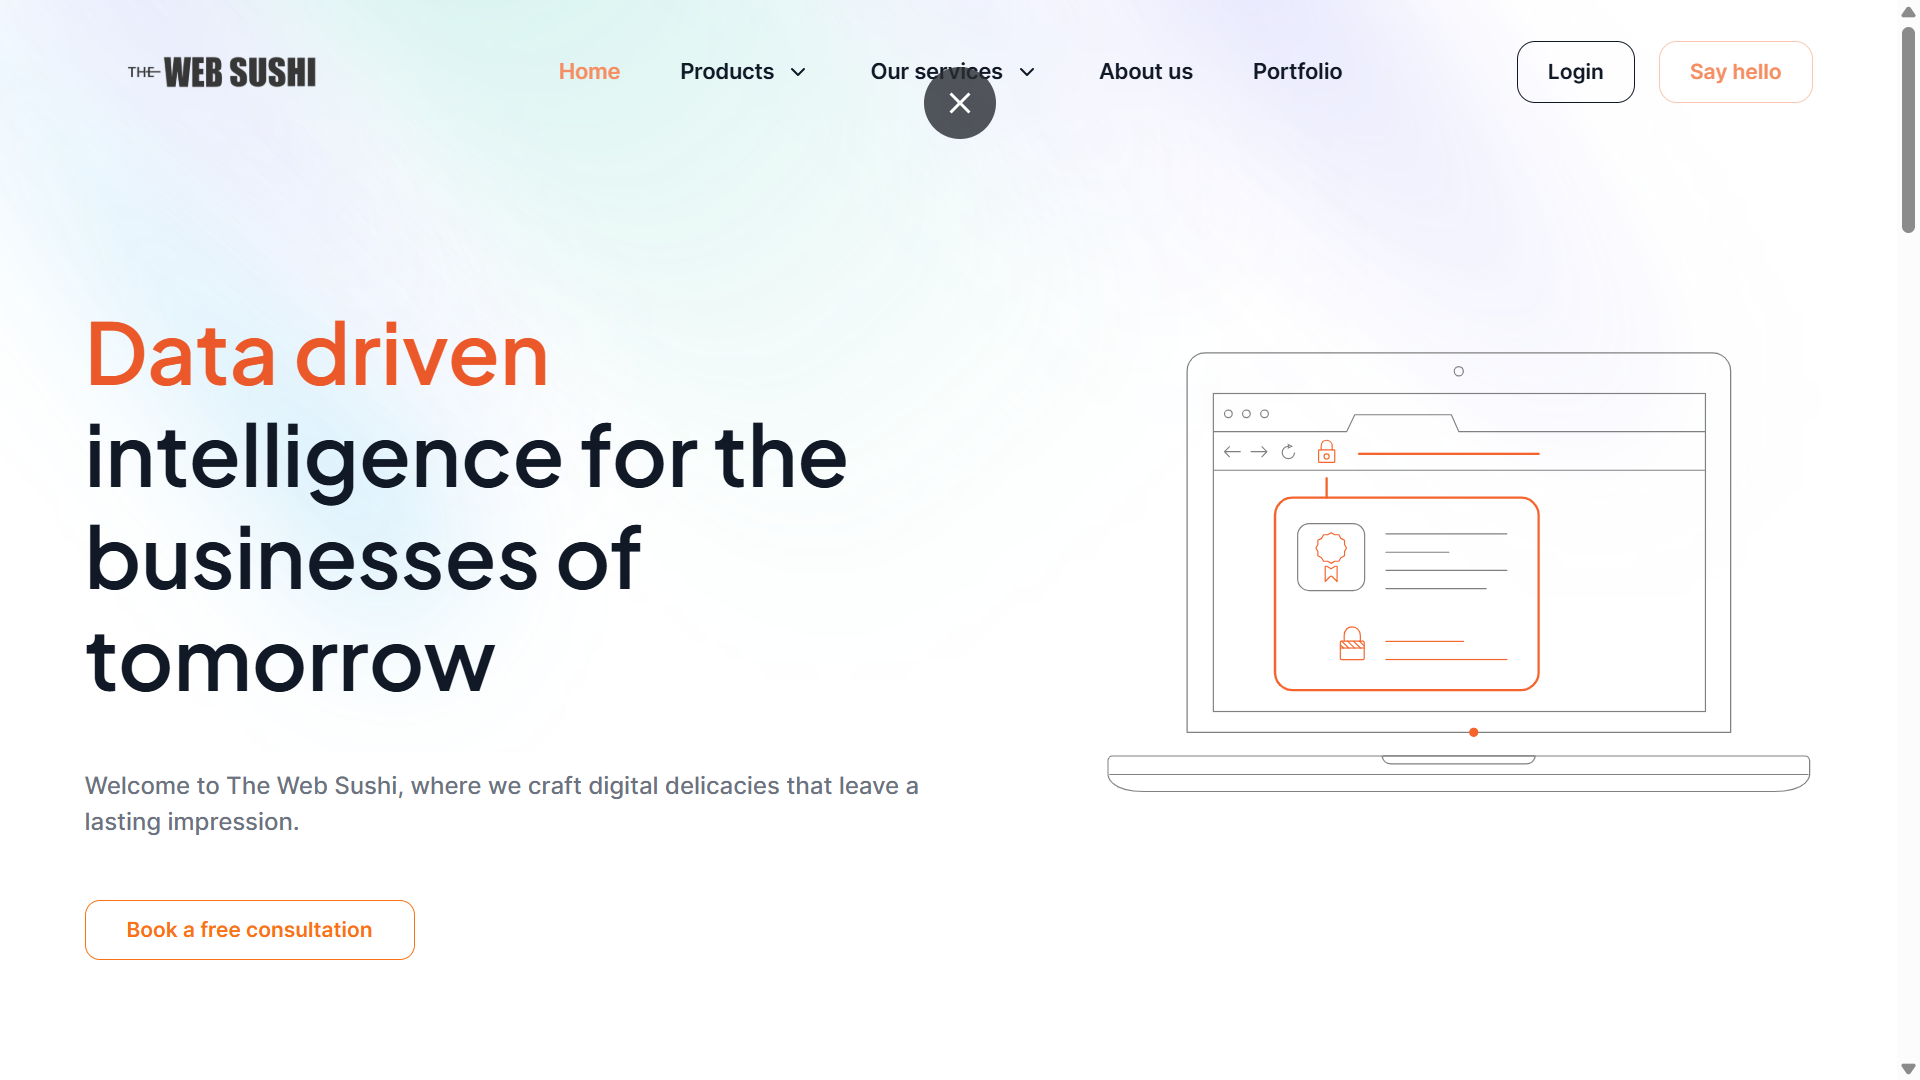 THE WEB SUSHI
Home
Products
Our services
About us
Portfolio
Login
Say hello
Data driven
intelligence for the
businesses of
tomorrow
Welcome to The Web Sushi, where we craft digital delicacies that leave a
lasting impression.
Book a free consultation